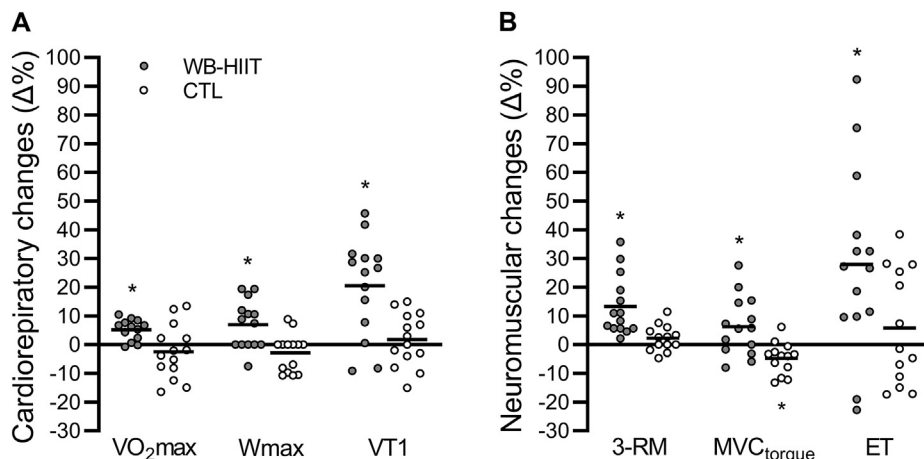 A
Cardiorepiratory changes (Δ%)
100
90
80
70
60
50
40
30
20
10
0
-10
-20
-30
WB-HIIT
CTL
*
*
*
VO₂max
Wmax
VT1
B
Neuromuscular changes (Δ%)
100
90
80
70
60
50
40
30
20
10
0
-10
-20
-30
*
*
*
*
3-RM
MVCtorque
ET